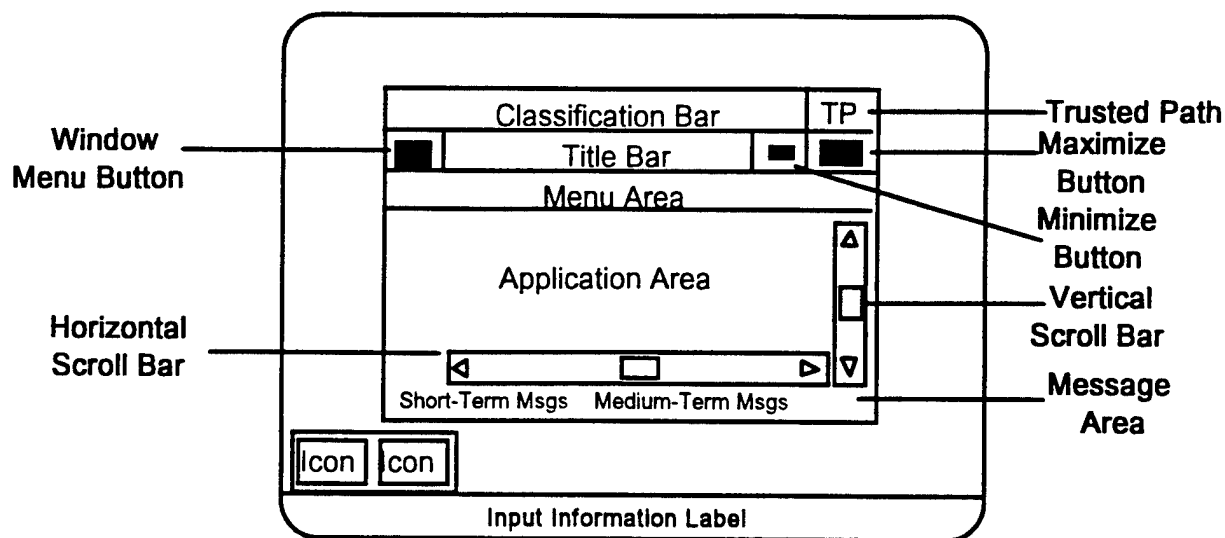 Classification Bar
TP
Trusted Path
Window
Menu Button
Title Bar
Maximize
Button
Menu Area
Minimize
Button
Application Area
Vertical
Scroll Bar
Horizontal
Scroll Bar
Short-Term Msgs
Medium-Term Msgs
Message
Area
Icon
Icon
Input Information Label